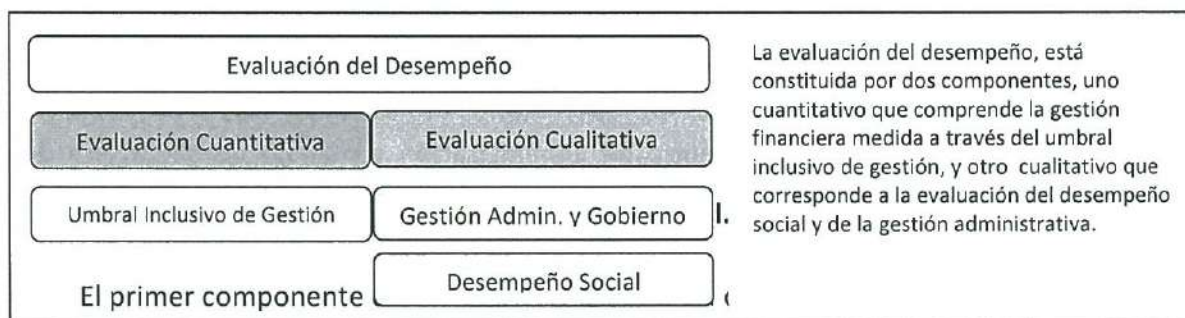 Evaluación del Desempeño
Evaluación Cuantitativa
Evaluación Cualitativa
Umbral Inclusivo de Gestión
Gestión Admin. y Gobierno
Desempeño Social
El primer componente
La evaluación del desempeño, está
constituida por dos componentes, uno
cuantitativo que comprende la gestión
financiera medida a través del umbral
inclusivo de gestión, y otro cualitativo que
corresponde a la evaluación del desempeño
social y de la gestión administrativa.